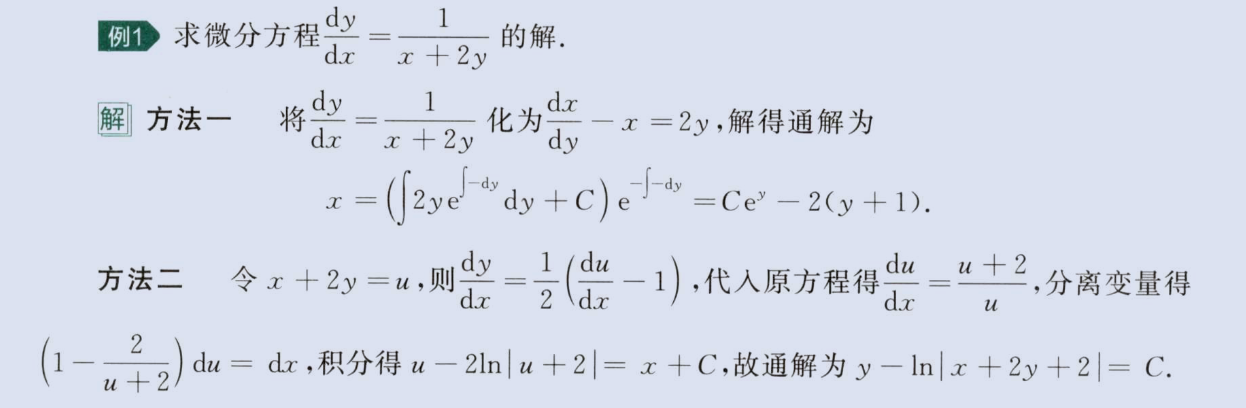 例1 求微分方程 $\frac{\mathrm{d}y}{\mathrm{d}x}=\frac{1}{x+2y}$ 的解.
解 方法一 将 $\frac{\mathrm{d}y}{\mathrm{d}x}=\frac{1}{x+2y}$ 化为 $\frac{\mathrm{d}x}{\mathrm{d}y}-x=2y$,解得通解为
$x=\left(\int 2y\mathrm{e}^{\int -\mathrm{d}y}\mathrm{d}y+C\right)\mathrm{e}^{-\int -\mathrm{d}y}=C\mathrm{e}^{y}-2(y+1).$
方法二 令 $x+2y=u$,则 $\frac{\mathrm{d}y}{\mathrm{d}x}=\frac{1}{2}\left(\frac{\mathrm{d}u}{\mathrm{d}x}-1\right)$,代入原方程得 $\frac{\mathrm{d}u}{\mathrm{d}x}=\frac{u+2}{u}$,分离变量得
$\left(1-\frac{2}{u+2}\right)\mathrm{d}u=\mathrm{d}x$,积分得 $u-2\ln|u+2|=x+C$,故通解为 $y-\ln|x+2y+2|=C.$